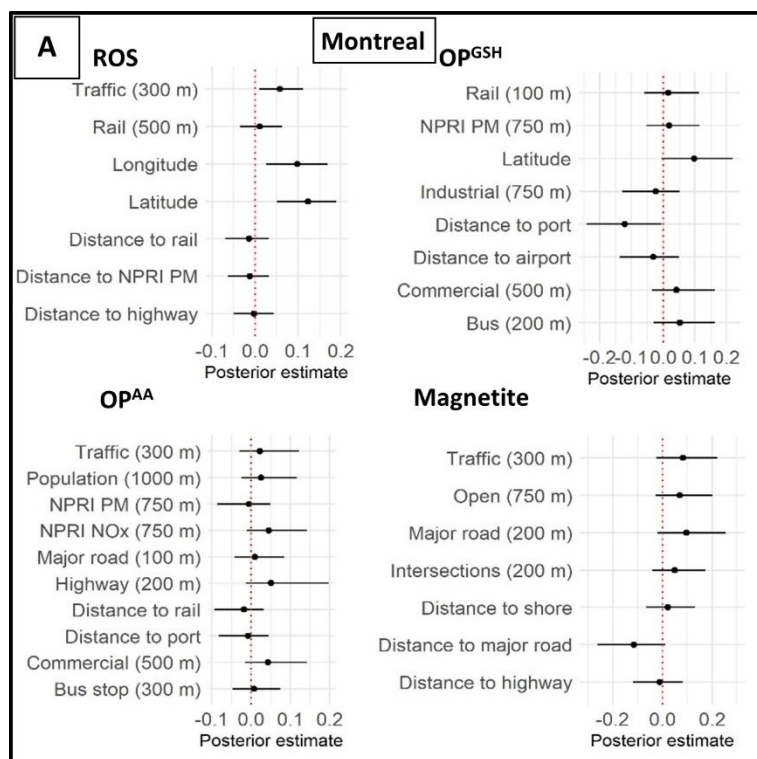 A
Montreal
ROS
Traffic (300 m)
Rail (500 m)
Longitude
Latitude
Distance to rail
Distance to NPRI PM
Distance to highway
-0.1 0.0 0.1 0.2
Posterior estimate
OP^GSH
Rail (100 m)
NPRI PM (750 m)
Latitude
Industrial (750 m)
Distance to port
Distance to airport
Commercial (500 m)
Bus (200 m)
-0.2 -0.1 0.0 0.1 0.2
Posterior estimate
OP^AA
Traffic (300 m)
Population (1000 m)
NPRI PM (750 m)
NPRI NOx (750 m)
Major road (100 m)
Highway (200 m)
Distance to rail
Distance to port
Commercial (500 m)
Bus stop (300 m)
-0.1 0.0 0.1 0.2
Posterior estimate
Magnetite
Traffic (300 m)
Open (750 m)
Major road (200 m)
Intersections (200 m)
Distance to shore
Distance to major road
Distance to highway
-0.2 0.0 0.2
Posterior estimate